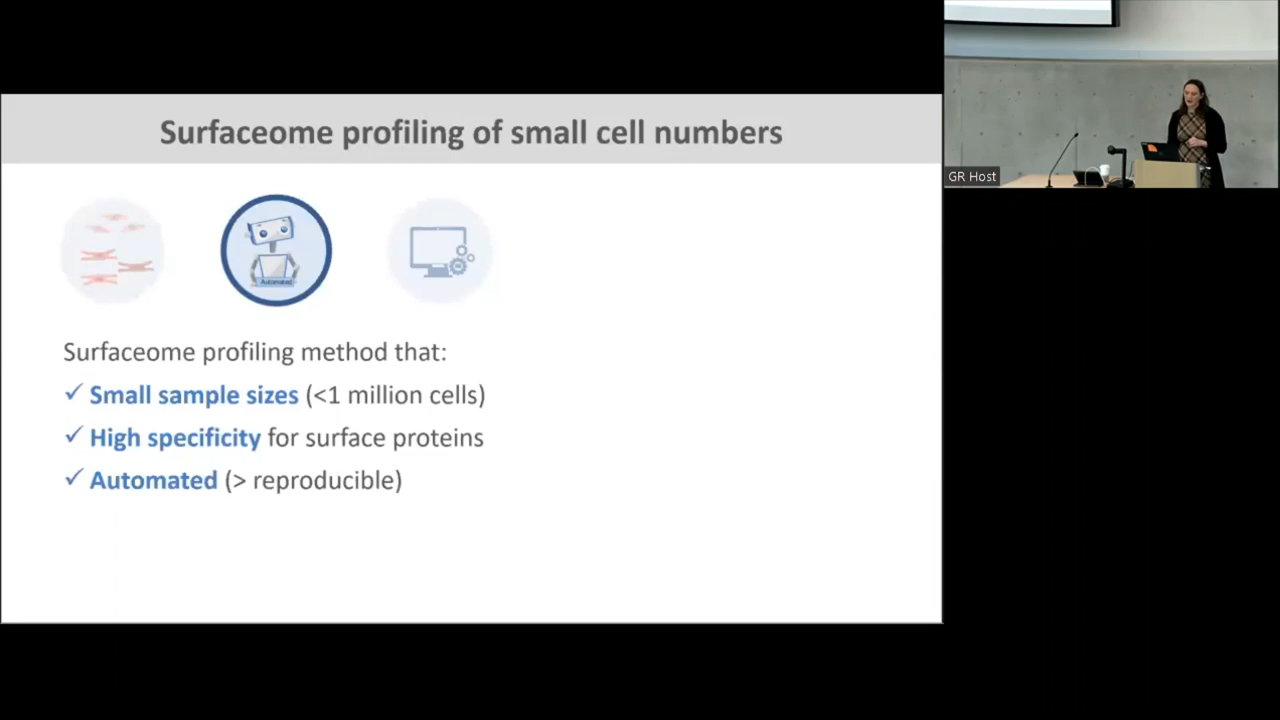 Surfaceome profiling of small cell numbers
Automated
Surfaceome profiling method that:
✓ Small sample sizes (<1 million cells)
✓ High specificity for surface proteins
✓ Automated (> reproducible)
GR Host